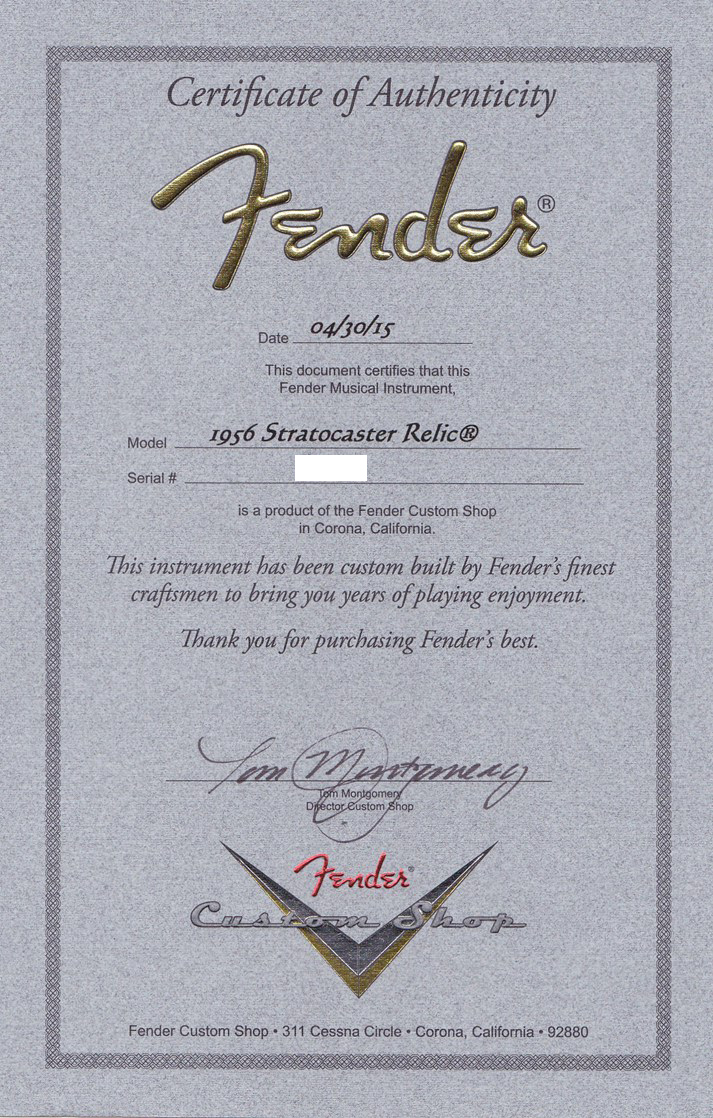 Certificate of Authenticity
Fender®
Date 04/30/15
This document certifies that this
Fender Musical Instrument,
Model 1956 Stratocaster Relic®
Serial #
is a product of the Fender Custom Shop
in Corona, California.
This instrument has been custom built by Fender's finest
craftsmen to bring you years of playing enjoyment.
Thank you for purchasing Fender's best.
Tom Montgomery
Tom Montgomery
Director Custom Shop
Fender®
Custom Shop
Fender Custom Shop • 311 Cessna Circle • Corona, California • 92880